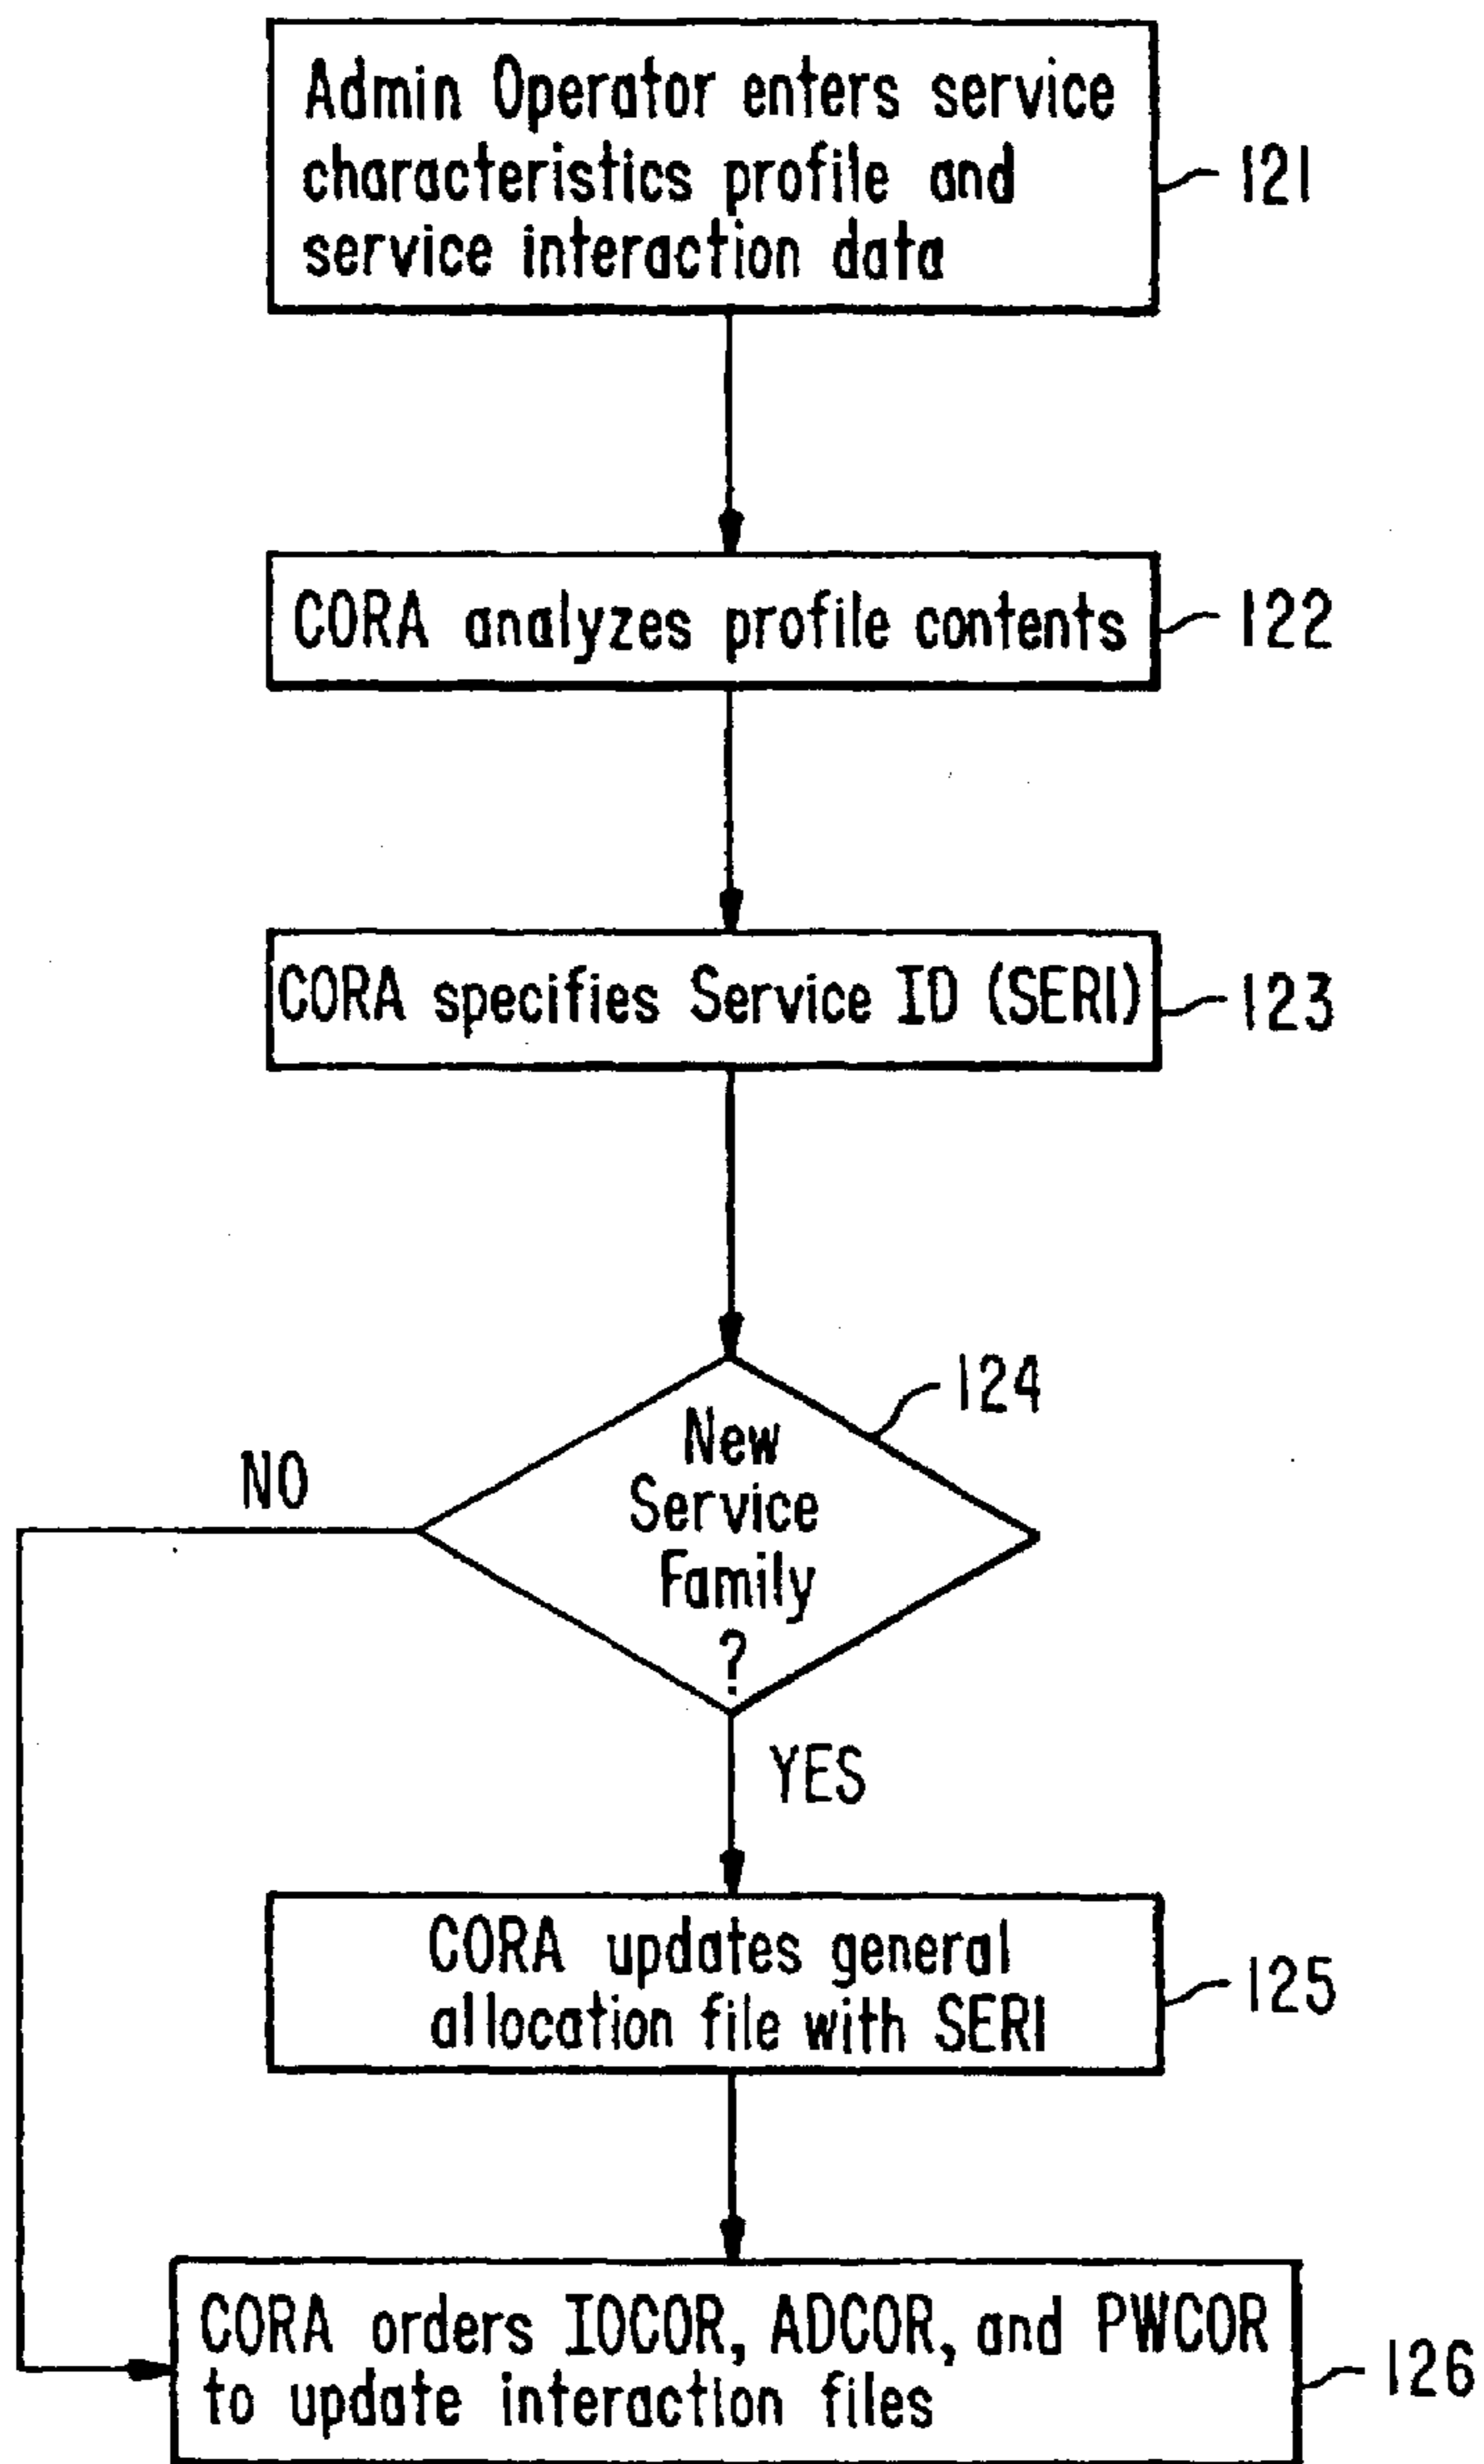 Admin Operator enters service
characteristics profile and
service interaction data
121
CORA analyzes profile contents
122
CORA specifies Service ID (SERI)
123
124
New
Service
Family
?
NO
YES
CORA updates general
allocation file with SERI
125
CORA orders IOCOR, ADCOR, and PWCOR
to update interaction files
126